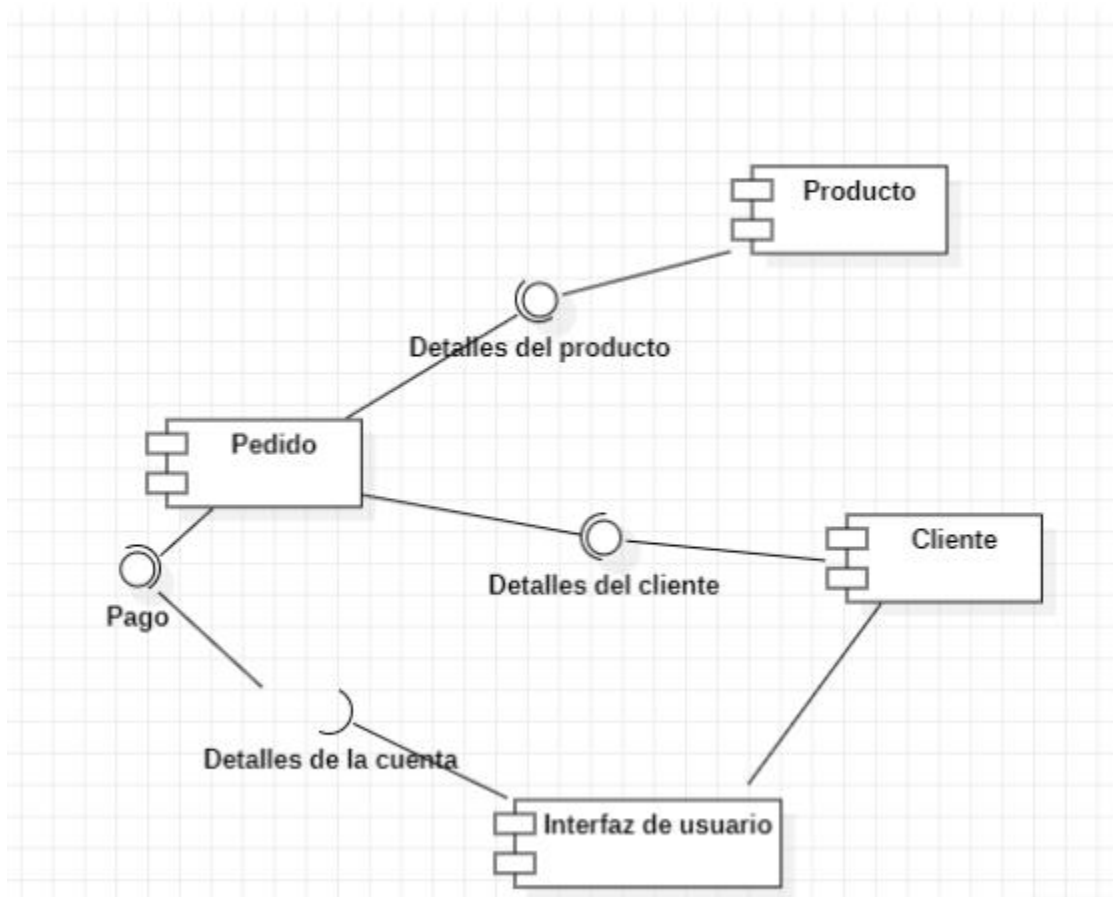 Producto
Detalles del producto
Pedido
Cliente
Detalles del cliente
Pago
Detalles de la cuenta
Interfaz de usuario